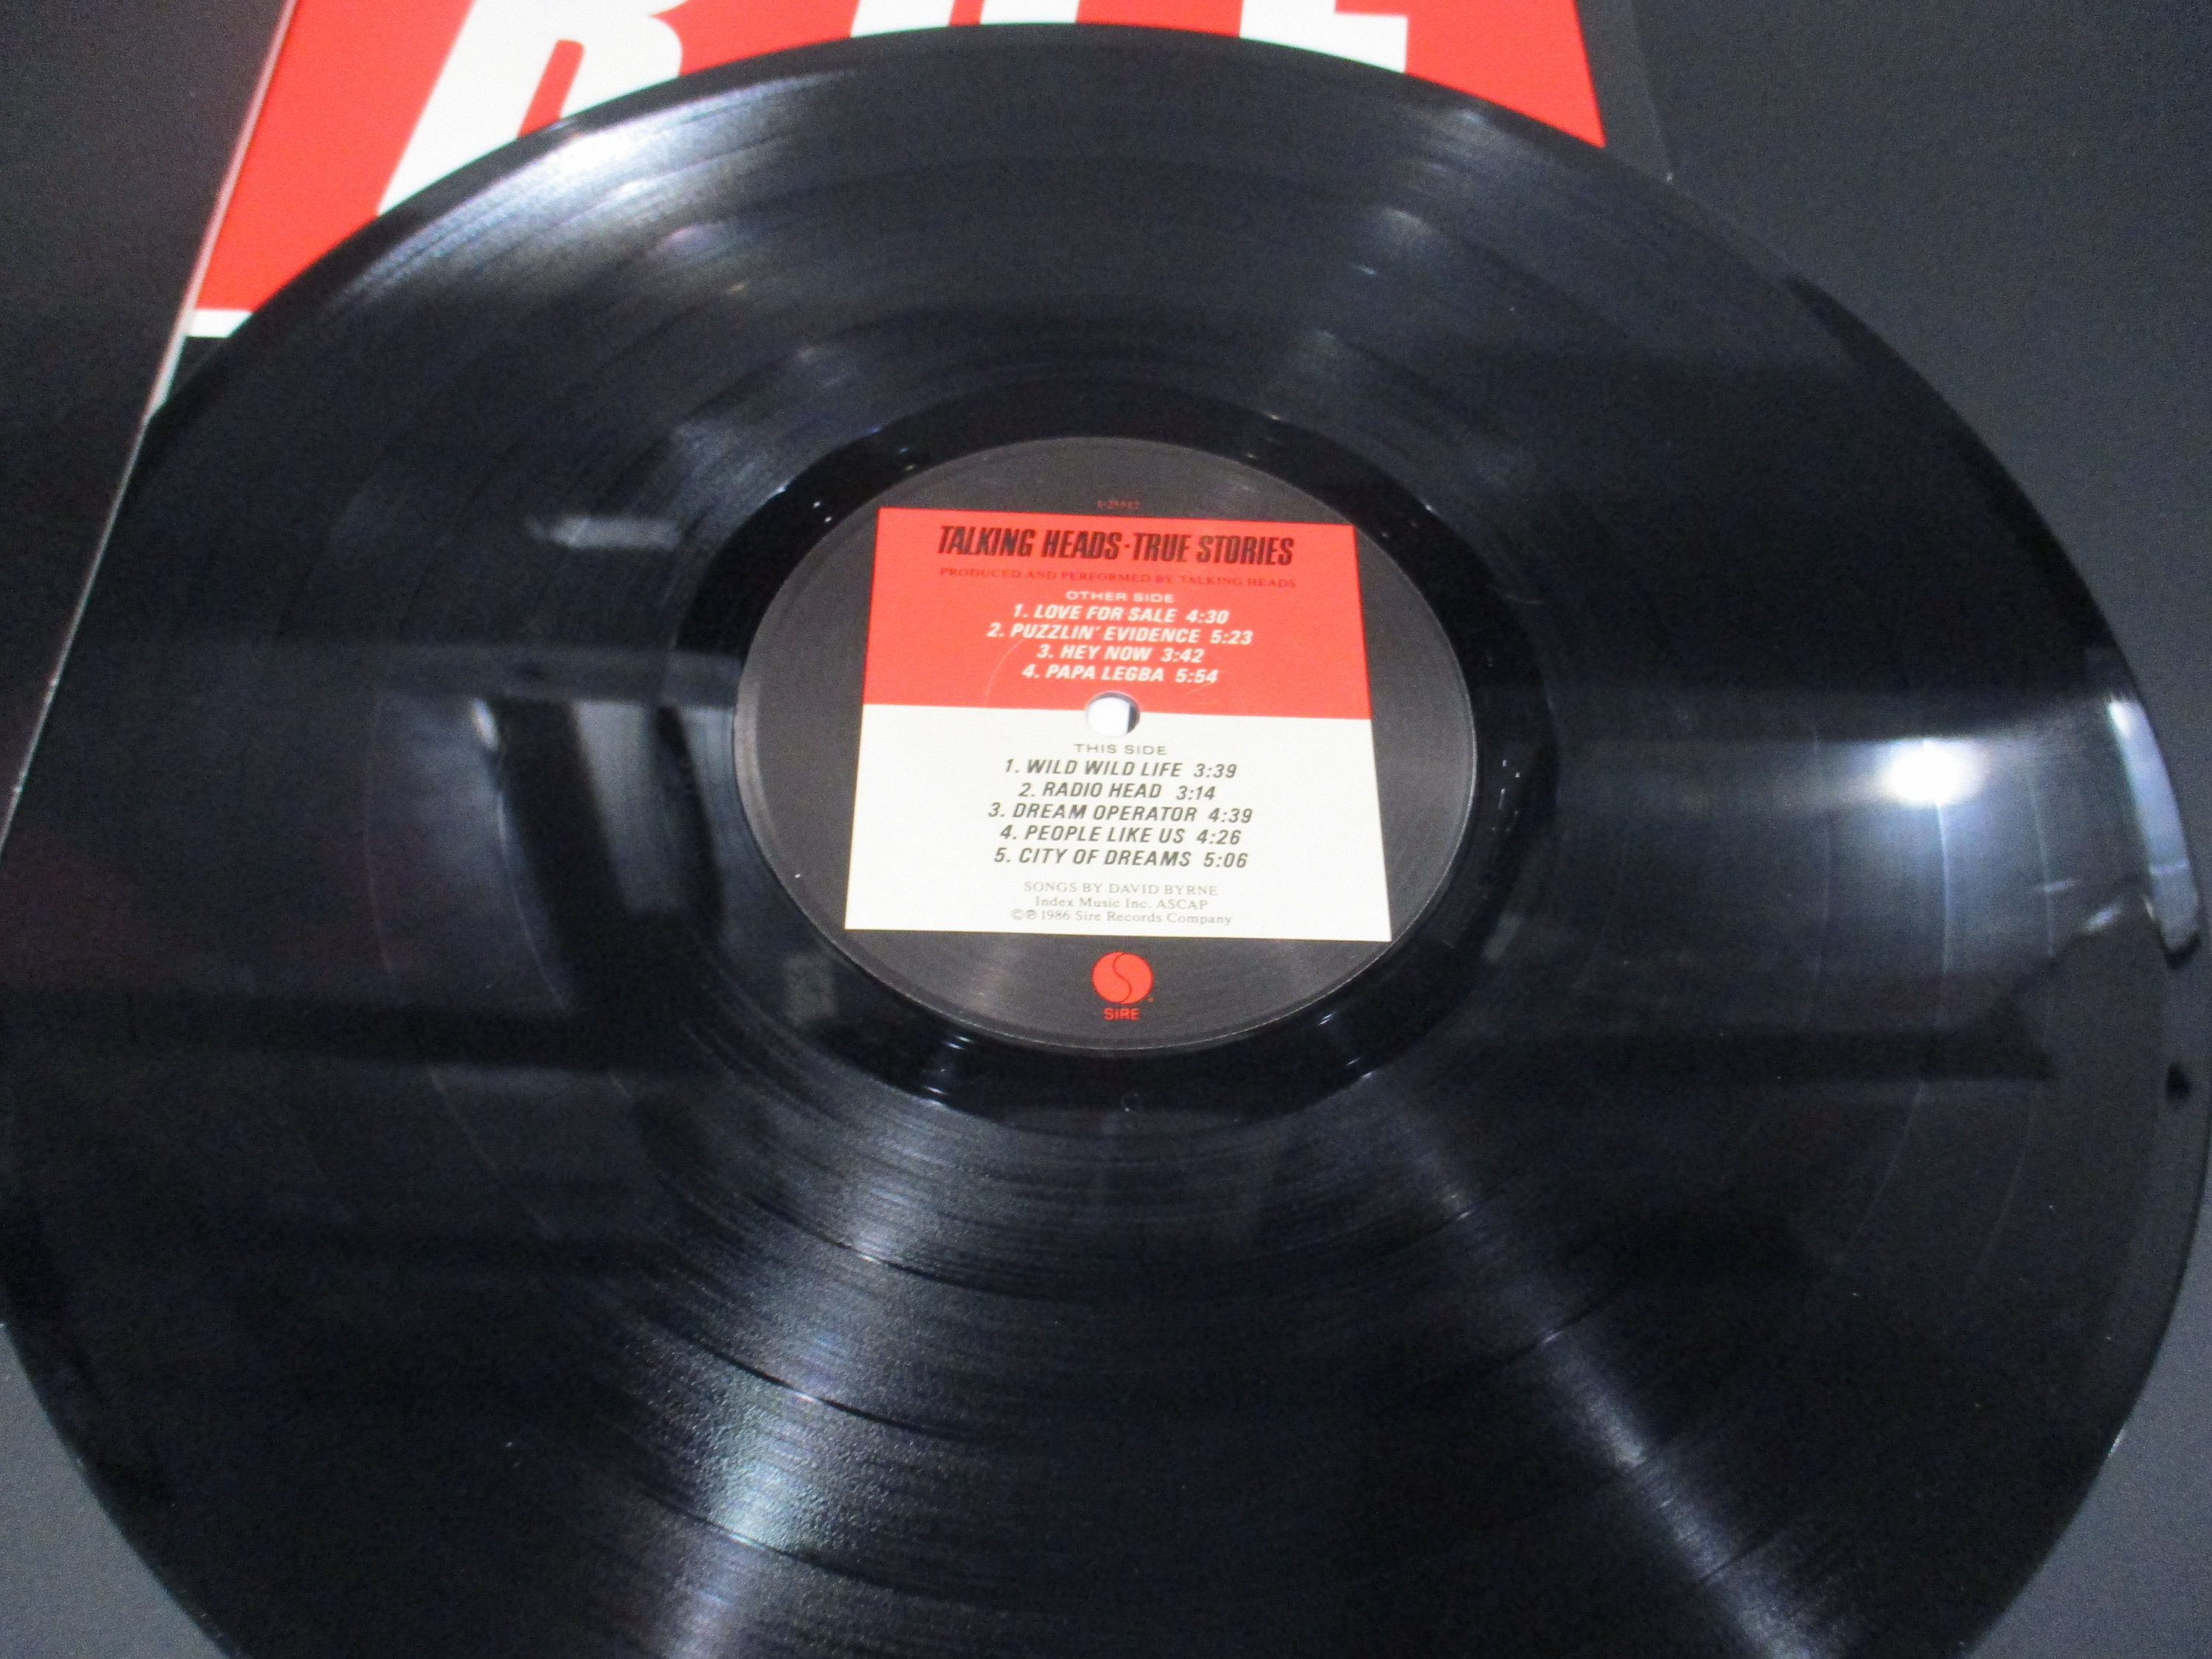 TALKING HEADS·TRUE STORIES
PRODUCED AND PERFORMED BY TALKING HEADS
OTHER SIDE
1. LOVE FOR SALE 4:30
2. PUZZLIN' EVIDENCE 5:23
3. HEY NOW 3:42
4. PAPA LEGBA 5:54
THIS SIDE
1. WILD WILD LIFE 3:39
2. RADIO HEAD 3:14
3. DREAM OPERATOR 4:39
4. PEOPLE LIKE US 4:26
5. CITY OF DREAMS 5:06
SONGS BY DAVID BYRNE
Index Music Inc. ASCAP
©℗ 1986 Sire Records Company
SIRE